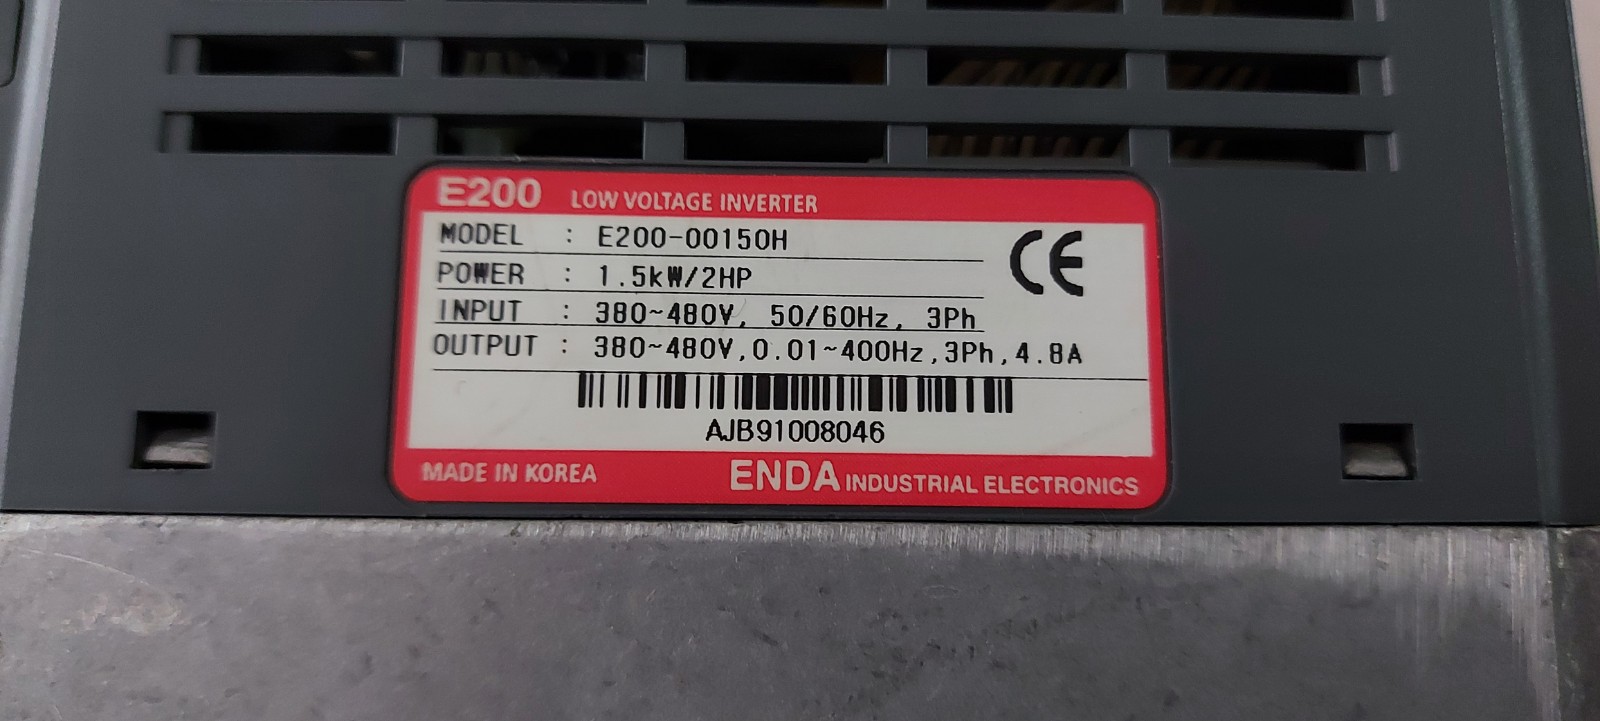 E200 LOW VOLTAGE INVERTER
MODEL : E200-00150H
POWER : 1.5kW/2HP
INPUT : 380~480V, 50/60Hz, 3Ph
OUTPUT : 380~480V,0.01~400Hz,3Ph,4.8A
CE
AJB91008046
MADE IN KOREA ENDA INDUSTRIAL ELECTRONICS